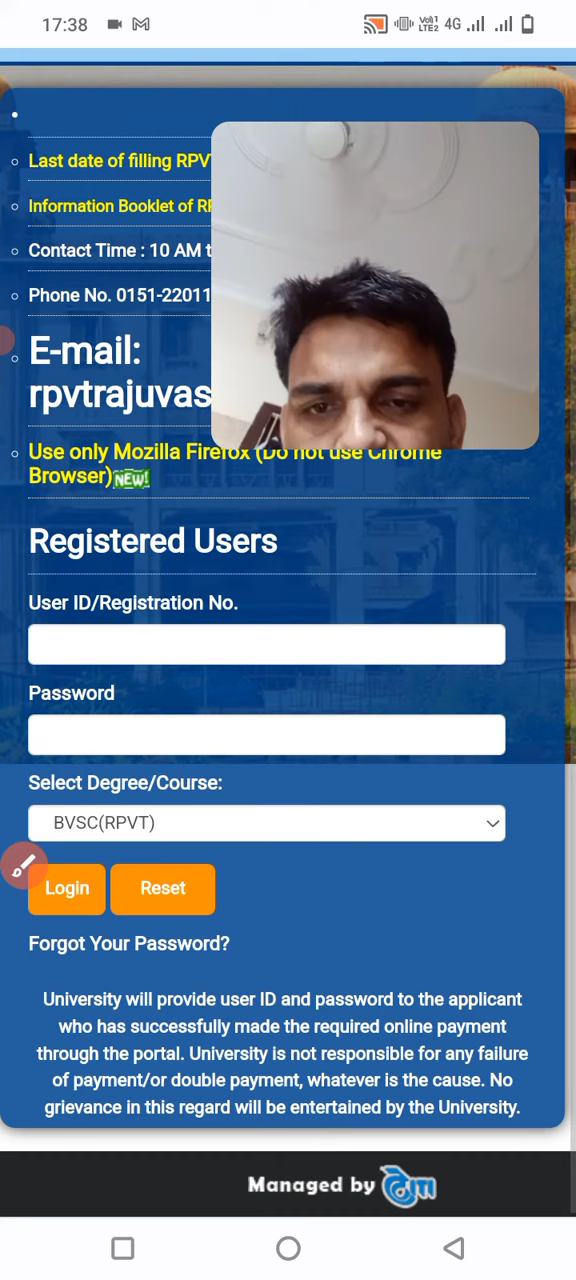 17:38
Vo)) LTE2 4G
Last date of filling
Information Booklet of
Contact Time : 10 AM
Phone No. 0151-22011
E-mail:
rpvtrajuvas
Use only Mozilla Firefox (Do not use Chrome
Browser) NEW!
Registered Users
User ID/Registration No.
Password
Select Degree/Course:
BVSC(RPVT)
Login Reset
Forgot Your Password?
University will provide user ID and password to the applicant
who has successfully made the required online payment
through the portal. University is not responsible for any failure
of payment/or double payment, whatever is the cause. No
grievance in this regard will be entertained by the University.
Managed by